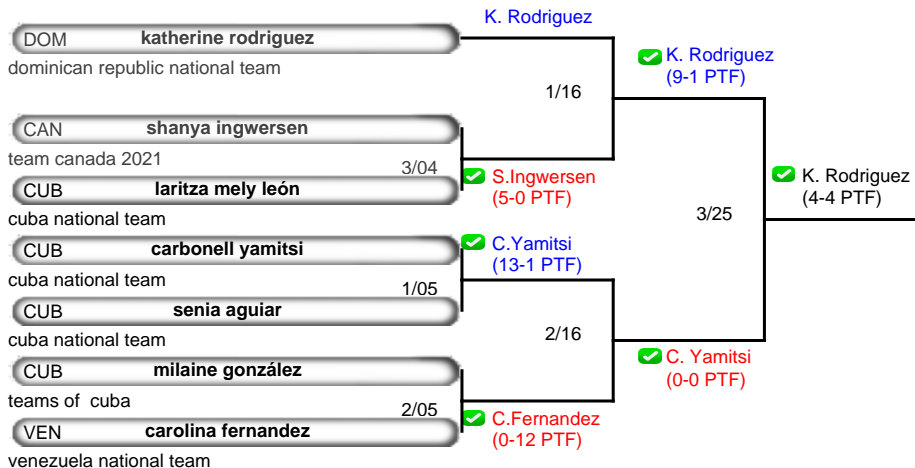 K. Rodriguez
DOM katherine rodriguez
dominican republic national team
K. Rodriguez
(9-1 PTF)
1/16
CAN shanya ingwersen
team canada 2021
3/04
S.Ingwersen
(5-0 PTF)
CUB laritza mely león
cuba national team
K. Rodriguez
(4-4 PTF)
3/25
CUB carbonell yamitsi
cuba national team
C.Yamitsi
(13-1 PTF)
1/05
CUB senia aguiar
cuba national team
2/16
CUB milaine gonzález
teams of cuba
C. Yamitsi
(0-0 PTF)
2/05
C.Fernandez
(0-12 PTF)
VEN carolina fernandez
venezuela national team